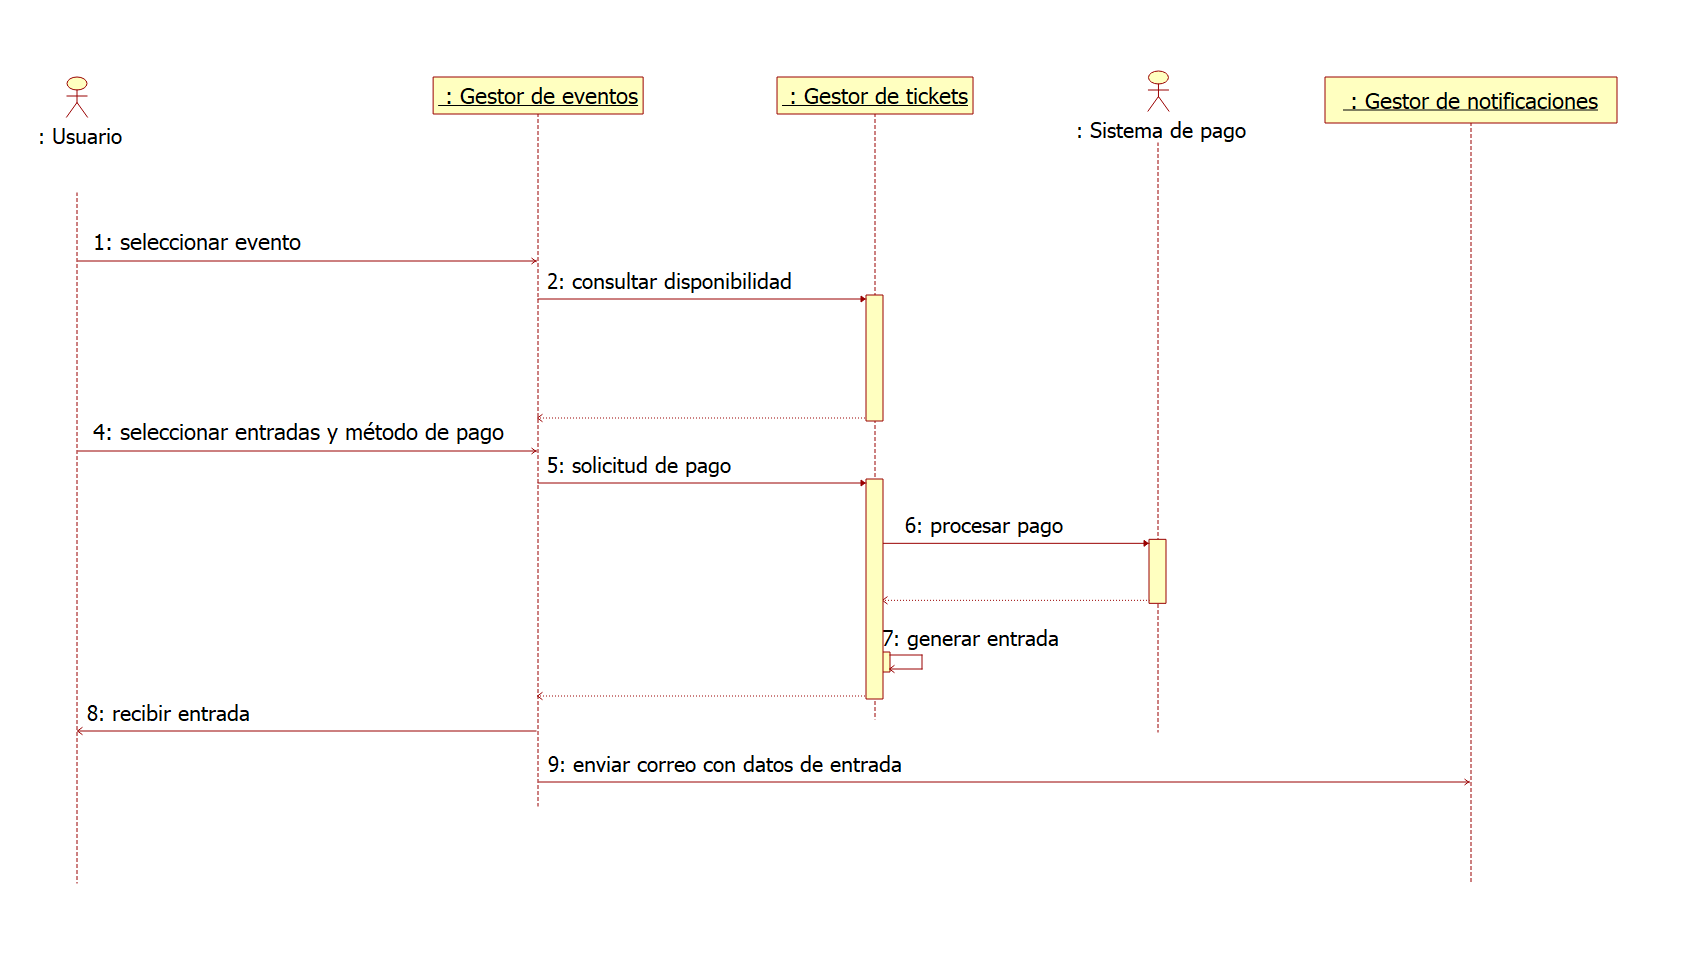 : Usuario
: Gestor de eventos
: Gestor de tickets
: Sistema de pago
: Gestor de notificaciones
1: seleccionar evento
2: consultar disponibilidad
4: seleccionar entradas y método de pago
5: solicitud de pago
6: procesar pago
7: generar entrada
8: recibir entrada
9: enviar correo con datos de entrada